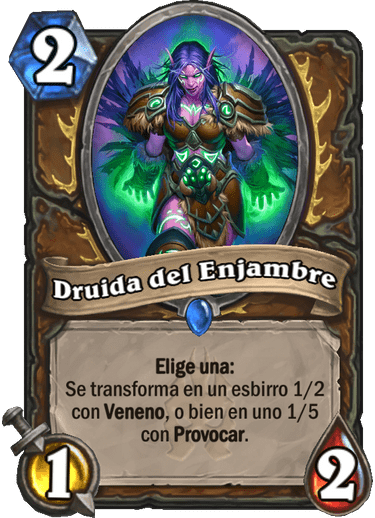 2
Druida del Enjambre
Elige una:
Se transforma en un esbirro 1/2
con Veneno, o bien en uno 1/5
con Provocar.
1
2